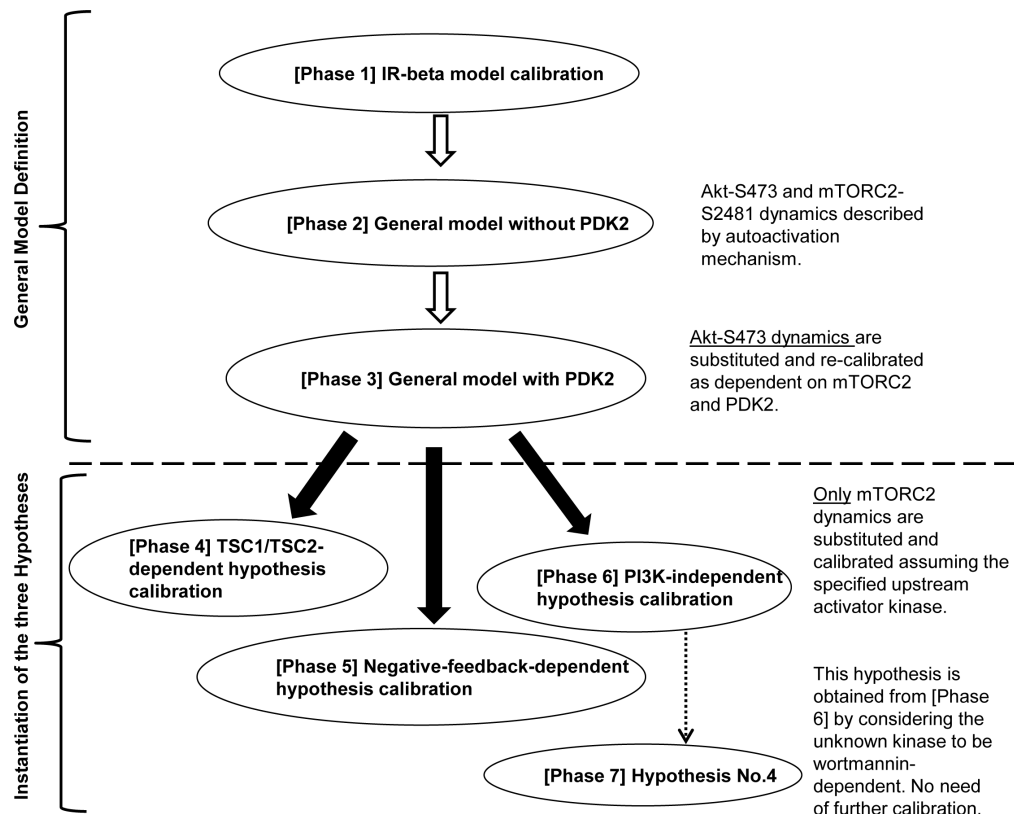 General Model Definition
[Phase 1] IR-beta model calibration
[Phase 2] General model without PDK2
Akt-S473 and mTORC2-
S2481 dynamics described
by autoactivation
mechanism.
[Phase 3] General model with PDK2
Akt-S473 dynamics are
substituted and re-calibrated
as dependent on mTORC2
and PDK2.
Instantiation of the three Hypotheses
[Phase 4] TSC1/TSC2-
dependent hypothesis
calibration
[Phase 5] Negative-feedback-dependent
hypothesis calibration
[Phase 6] PI3K-independent
hypothesis calibration
Only mTORC2
dynamics are
substituted and
calibrated assuming the
specified upstream
activator kinase.
[Phase 7] Hypothesis No.4
This hypothesis is
obtained from [Phase
6] by considering the
unknown kinase to be
wortmannin-
dependent. No need
of further calibration.